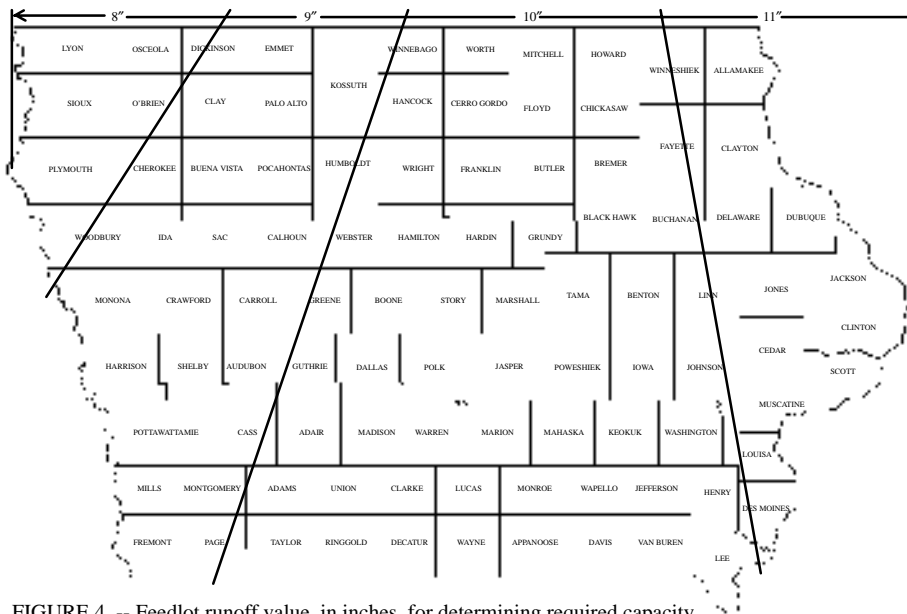 8″ 9″ 10″ 11″
LYON OSCEOLA DICKINSON EMMET WINNEBAGO WORTH MITCHELL HOWARD WINNESHIEK ALLAMAKEE
KOSSUTH
SIOUX O'BRIEN CLAY PALO ALTO HANCOCK CERRO GORDO FLOYD CHICKASAW
FAYETTE CLAYTON
PLYMOUTH CHEROKEE BUENA VISTA POCAHONTAS HUMBOLDT WRIGHT FRANKLIN BUTLER BREMER
BLACK HAWK BUCHANAN DELAWARE DUBUQUE
WOODBURY IDA SAC CALHOUN WEBSTER HAMILTON HARDIN GRUNDY
MONONA CRAWFORD CARROLL GREENE BOONE STORY MARSHALL TAMA BENTON LINN JONES JACKSON
CLINTON
CEDAR
HARRISON SHELBY AUDUBON GUTHRIE DALLAS POLK JASPER POWESHIEK IOWA JOHNSON SCOTT
MUSCATINE
POTTAWATTAMIE CASS ADAIR MADISON WARREN MARION MAHASKA KEOKUK WASHINGTON
LOUISA
MILLS MONTGOMERY ADAMS UNION CLARKE LUCAS MONROE WAPELLO JEFFERSON HENRY
DES MOINES
FREMONT PAGE TAYLOR RINGGOLD DECATUR WAYNE APPANOOSE DAVIS VAN BUREN
LEE
FIGURE 4. -- Feedlot runoff value, in inches, for determining required capacity